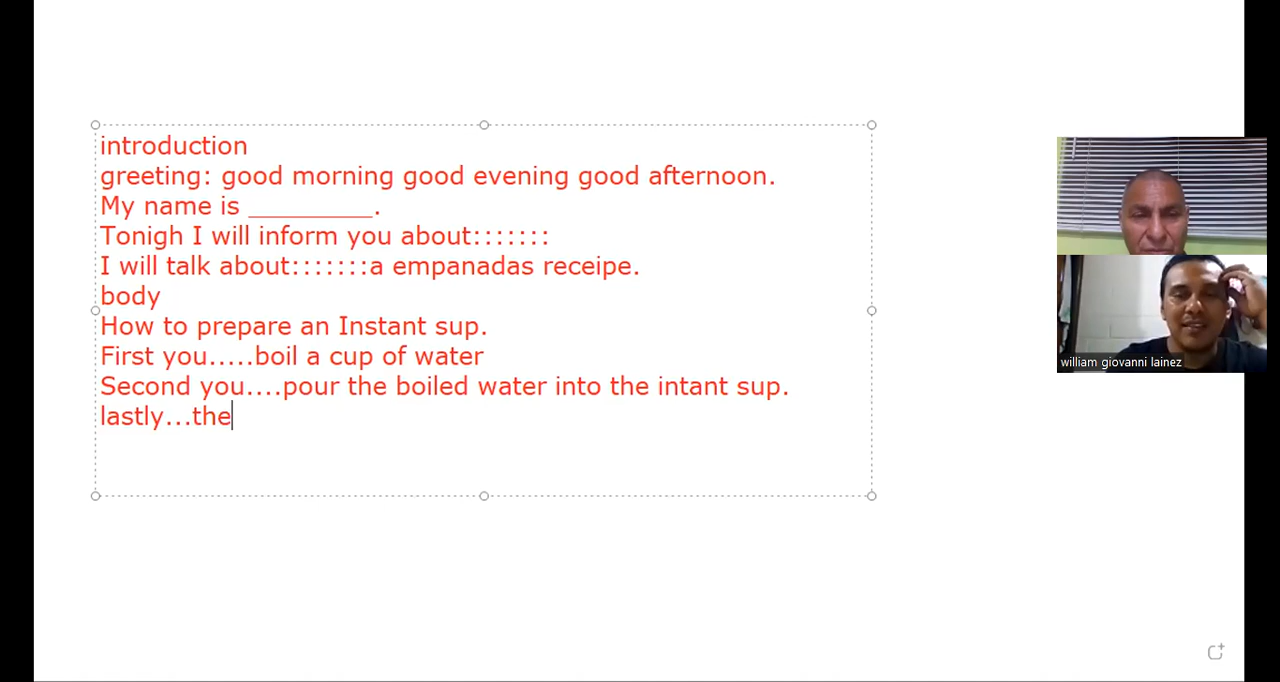 introduction
greeting: good morning good evening good afternoon.
My name is _________.
Tonigh I will inform you about:::::::
I will talk about:::::::a empanadas receipe.
body
How to prepare an Instant sup.
First you.....boil a cup of water
Second you....pour the boiled water into the intant sup.
lastly...the
william giovanni lainez